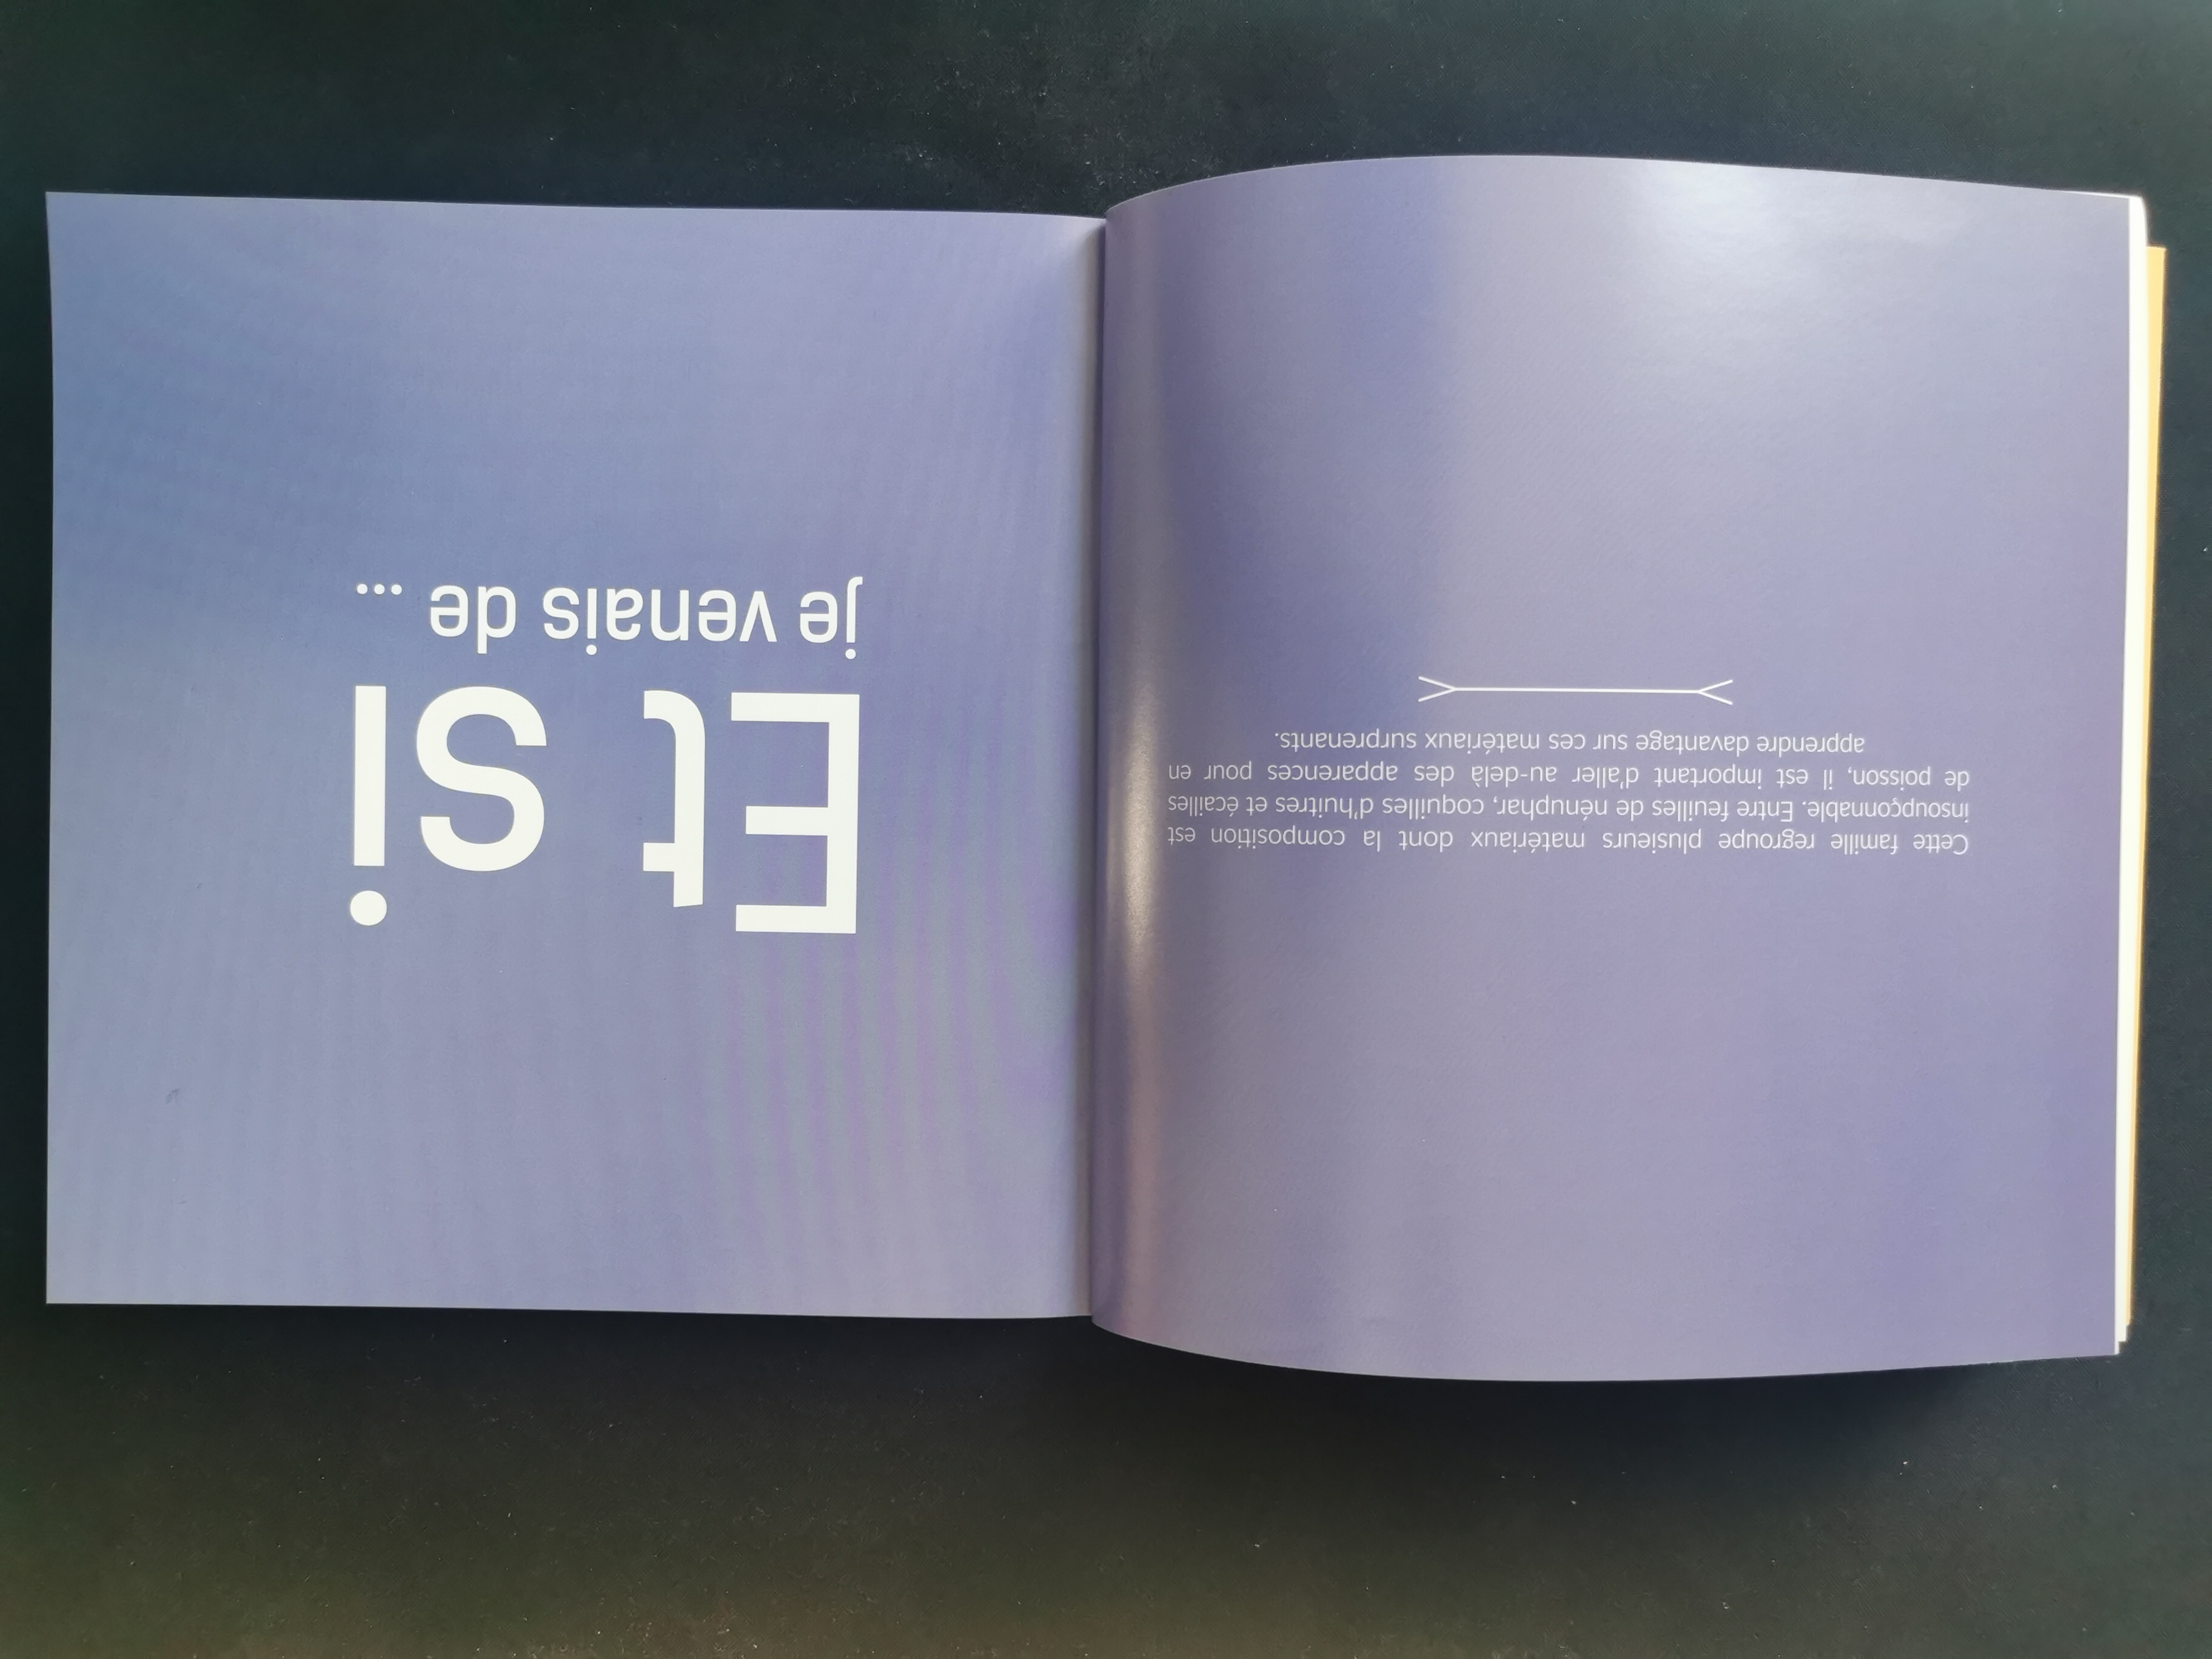 Cette famille regroupe plusieurs matériaux dont la composition est
insoupçonnable. Entre feuilles de nénuphar, coquilles d'huitres et écailles
de poisson, il est important d'aller au-delà des apparences pour en
apprendre davantage sur ces matériaux surprenants.
Et si
je venais de ...